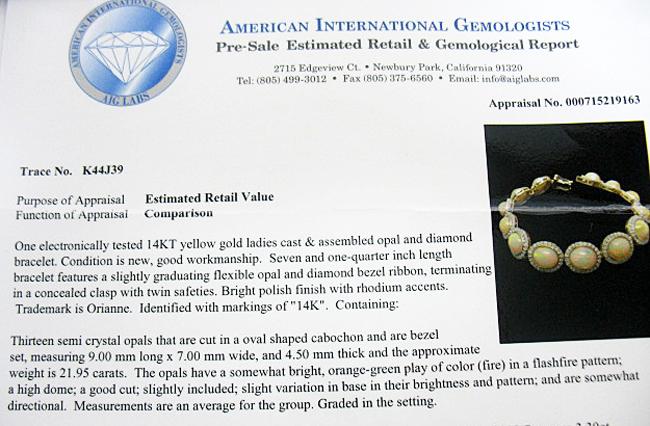 AMERICAN INTERNATIONAL GEMOLOGISTS
AIG LABS
AMERICAN INTERNATIONAL GEMOLOGISTS
Pre-Sale Estimated Retail & Gemological Report
2715 Edgeview Ct. • Newbury Park, California 91320
Tel: (805) 499-3012 • Fax (805) 375-6560 • Email: info@aiglabs.com
Appraisal No. 000715219163
Trace No. K44J39
Purpose of Appraisal Estimated Retail Value
Function of Appraisal Comparison
One electronically tested 14KT yellow gold ladies cast & assembled opal and diamond
bracelet. Condition is new, good workmanship. Seven and one-quarter inch length
bracelet features a slightly graduating flexible opal and diamond bezel ribbon, terminating
in a concealed clasp with twin safeties. Bright polish finish with rhodium accents.
Trademark is Orianne. Identified with markings of "14K". Containing:
Thirteen semi crystal opals that are cut in a oval shaped cabochon and are bezel
set, measuring 9.00 mm long x 7.00 mm wide, and 4.50 mm thick and the approximate
weight is 21.95 carats. The opals have a somewhat bright, orange-green play of color (fire) in a flashfire pattern;
a high dome; a good cut; slightly included; slight variation in base in their brightness and pattern; and are somewhat
directional. Measurements are an average for the group. Graded in the setting.